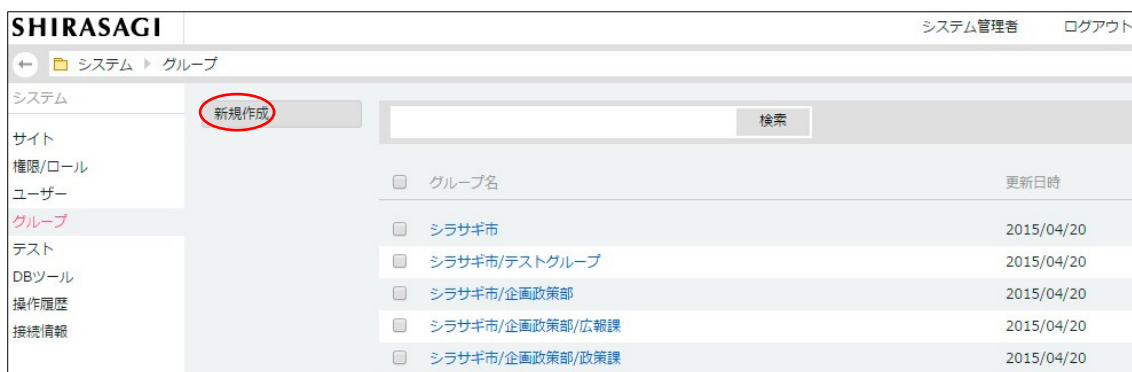 SHIRASAGI システム管理者 ログアウト
システム グループ
システム
新規作成
検索
サイト
権限/ロール
ユーザー
グループ
テスト
DBツール
操作履歴
接続情報
グループ名 更新日時
シラサギ市 2015/04/20
シラサギ市/テストグループ 2015/04/20
シラサギ市/企画政策部 2015/04/20
シラサギ市/企画政策部/広報課 2015/04/20
シラサギ市/企画政策部/政策課 2015/04/20